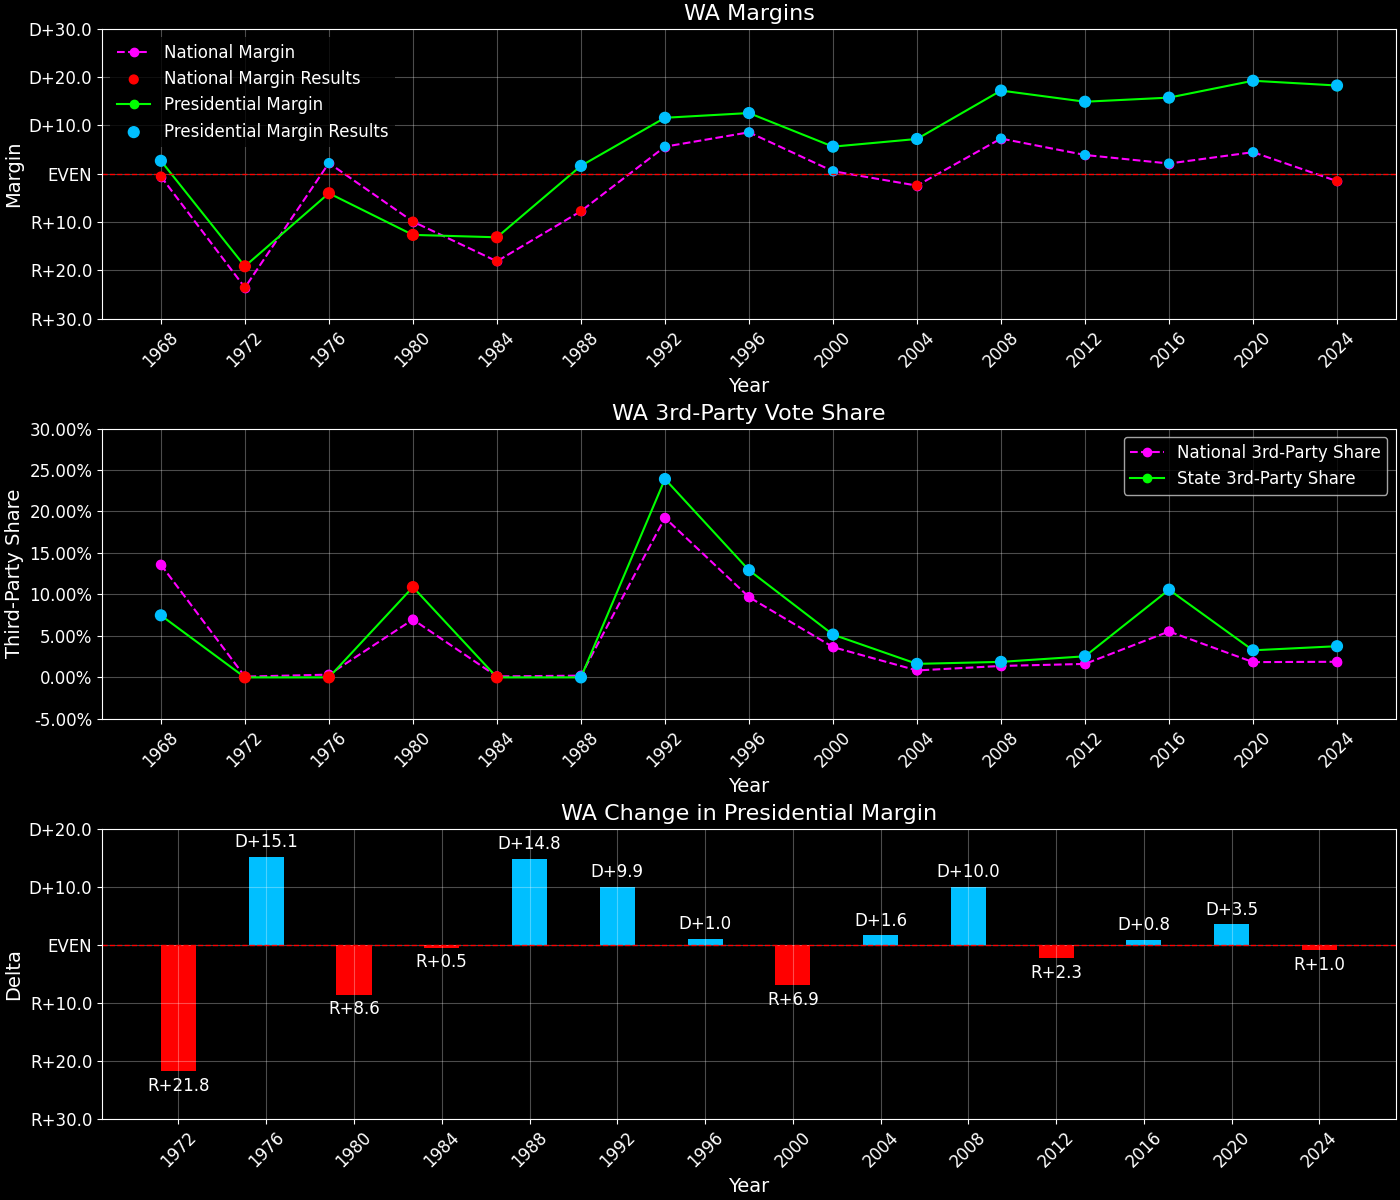 WA Margins
D+30.0
D+20.0
D+10.0
EVEN
R+10.0
R+20.0
R+30.0
Margin
National Margin
National Margin Results
Presidential Margin
Presidential Margin Results
1968
1972
1976
1980
1984
1988
1992
1996
2000
2004
2008
2012
2016
2020
2024
Year
WA 3rd-Party Vote Share
30.00%
25.00%
20.00%
15.00%
10.00%
5.00%
0.00%
-5.00%
Third-Party Share
National 3rd-Party Share
State 3rd-Party Share
1968
1972
1976
1980
1984
1988
1992
1996
2000
2004
2008
2012
2016
2020
2024
Year
WA Change in Presidential Margin
D+20.0
D+10.0
EVEN
R+10.0
R+20.0
R+30.0
Delta
R+21.8
D+15.1
R+8.6
R+0.5
D+14.8
D+9.9
D+1.0
R+6.9
D+1.6
D+10.0
R+2.3
D+0.8
D+3.5
R+1.0
1972
1976
1980
1984
1988
1992
1996
2000
2004
2008
2012
2016
2020
2024
Year